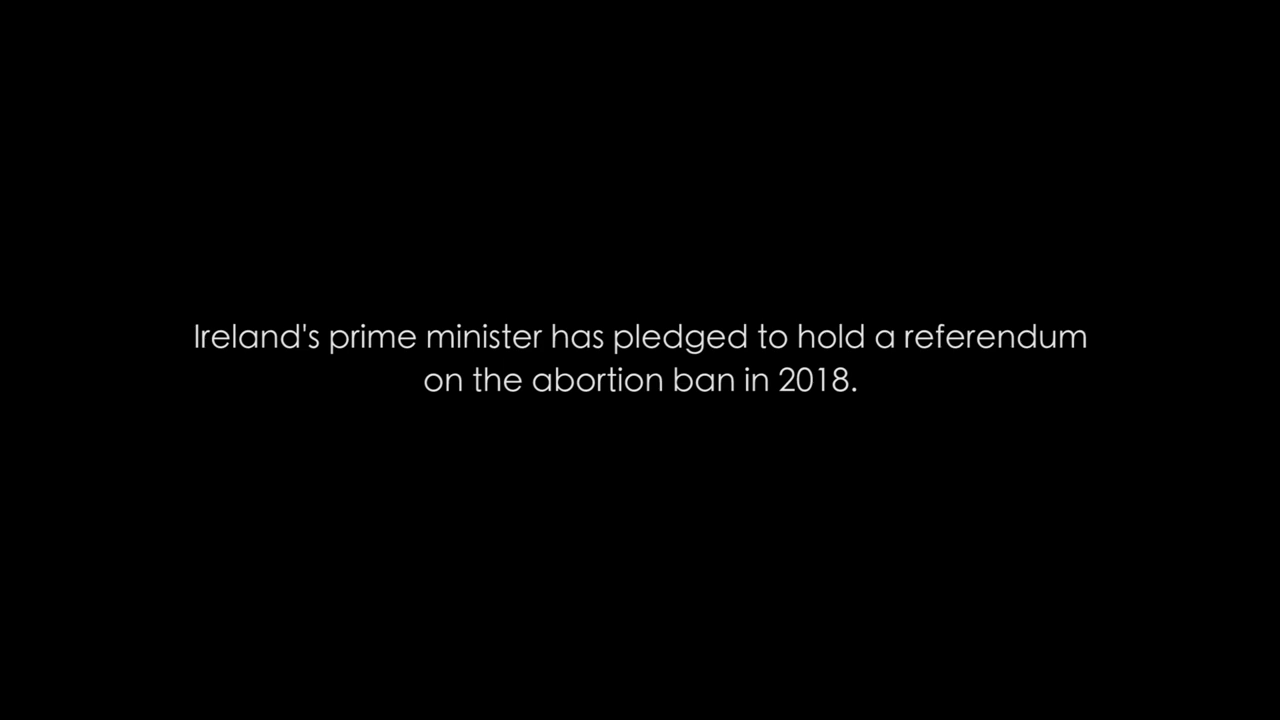 Ireland's prime minister has pledged to hold a referendum
on the abortion ban in 2018.